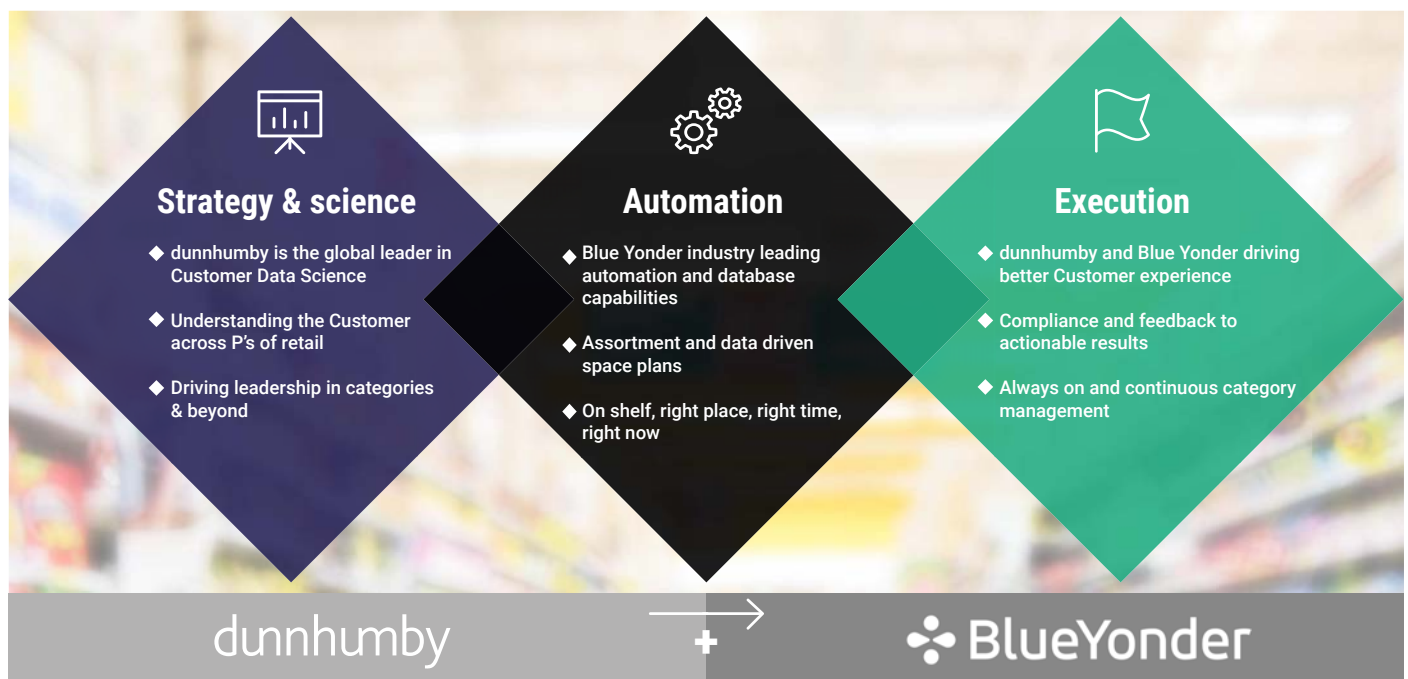 Strategy & science
dunnhumby is the global leader in
Customer Data Science
Understanding the Customer
across P's of retail
Driving leadership in categories
& beyond
Automation
Blue Yonder industry leading
automation and database
capabilities
Assortment and data driven
space plans
On shelf, right place, right time,
right now
Execution
dunnhumby and Blue Yonder driving
better Customer experience
Compliance and feedback to
actionable results
Always on and continuous category
management
dunnhumby
+
BlueYonder